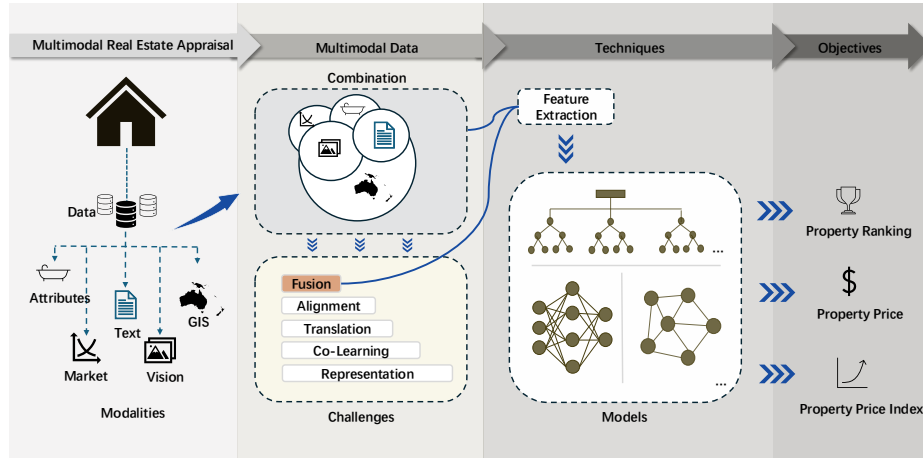 Multimodal Real Estate Appraisal
Multimodal Data
Techniques
Objectives
Data
Attributes
Text
GIS
Market
Vision
Modalities
Combination
Fusion
Alignment
Translation
Co-Learning
Representation
Challenges
Feature
Extraction
...
...
Models
Property Ranking
$
Property Price
Property Price Index